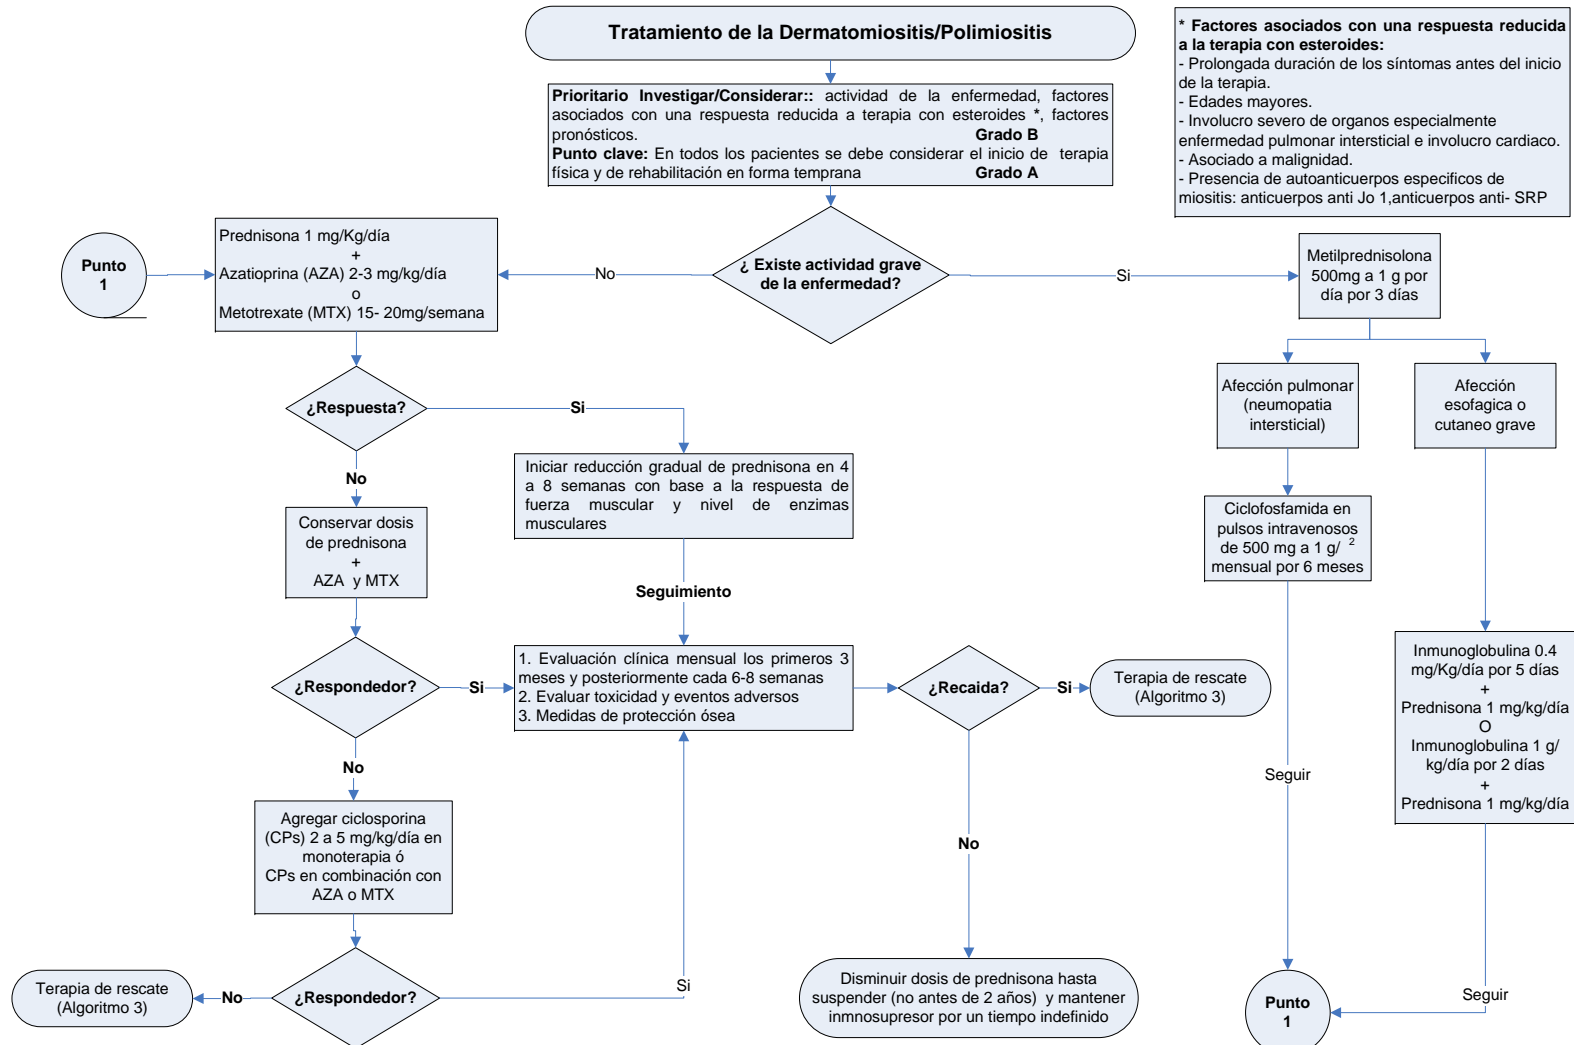 Tratamiento de la Dermatomiositis/Polimiositis
* Factores asociados con una respuesta reducida
a la terapia con esteroides:
- Prolongada duración de los síntomas antes del inicio
de la terapia.
- Edades mayores.
- Involucro severo de organos especialmente
enfermedad pulmonar intersticial e involucro cardiaco.
- Asociado a malignidad.
- Presencia de autoanticuerpos especificos de
miositis: anticuerpos anti Jo 1,anticuerpos anti- SRP
Prioritario Investigar/Considerar:: actividad de la enfermedad, factores
asociados con una respuesta reducida a terapia con esteroides *, factores
pronósticos. Grado B
Punto clave: En todos los pacientes se debe considerar el inicio de terapia
física y de rehabilitación en forma temprana Grado A
Punto
1
Prednisona 1 mg/Kg/día
+
Azatioprina (AZA) 2-3 mg/kg/día
o
Metotrexate (MTX) 15- 20mg/semana
No
¿ Existe actividad grave
de la enfermedad?
Si
Metilprednisolona
500mg a 1 g por
día por 3 días
¿Respuesta?
Si
Afección pulmonar
(neumopatia
intersticial)
Afección
esofagica o
cutaneo grave
No
Iniciar reducción gradual de prednisona en 4
a 8 semanas con base a la respuesta de
fuerza muscular y nivel de enzimas
musculares
Conservar dosis
de prednisona
+
AZA y MTX
Ciclofosfamida en
pulsos intravenosos
de 500 mg a 1 g/ 2
mensual por 6 meses
Seguimiento
¿Respondedor?
Si
1. Evaluación clínica mensual los primeros 3
meses y posteriormente cada 6-8 semanas
2. Evaluar toxicidad y eventos adversos
3. Medidas de protección ósea
¿Recaida?
Si
Terapia de rescate
(Algoritmo 3)
Inmunoglobulina 0.4
mg/Kg/día por 5 días
+
Prednisona 1 mg/kg/día
O
Inmunoglobulina 1 g/
kg/día por 2 días
+
Prednisona 1 mg/kg/día
No
Seguir
No
Agregar ciclosporina
(CPs) 2 a 5 mg/kg/día en
monoterapia ó
CPs en combinación con
AZA o MTX
Terapia de rescate
(Algoritmo 3)
No
¿Respondedor?
Si
Disminuir dosis de prednisona hasta
suspender (no antes de 2 años) y mantener
inmnosupresor por un tiempo indefinido
Punto
1
Seguir